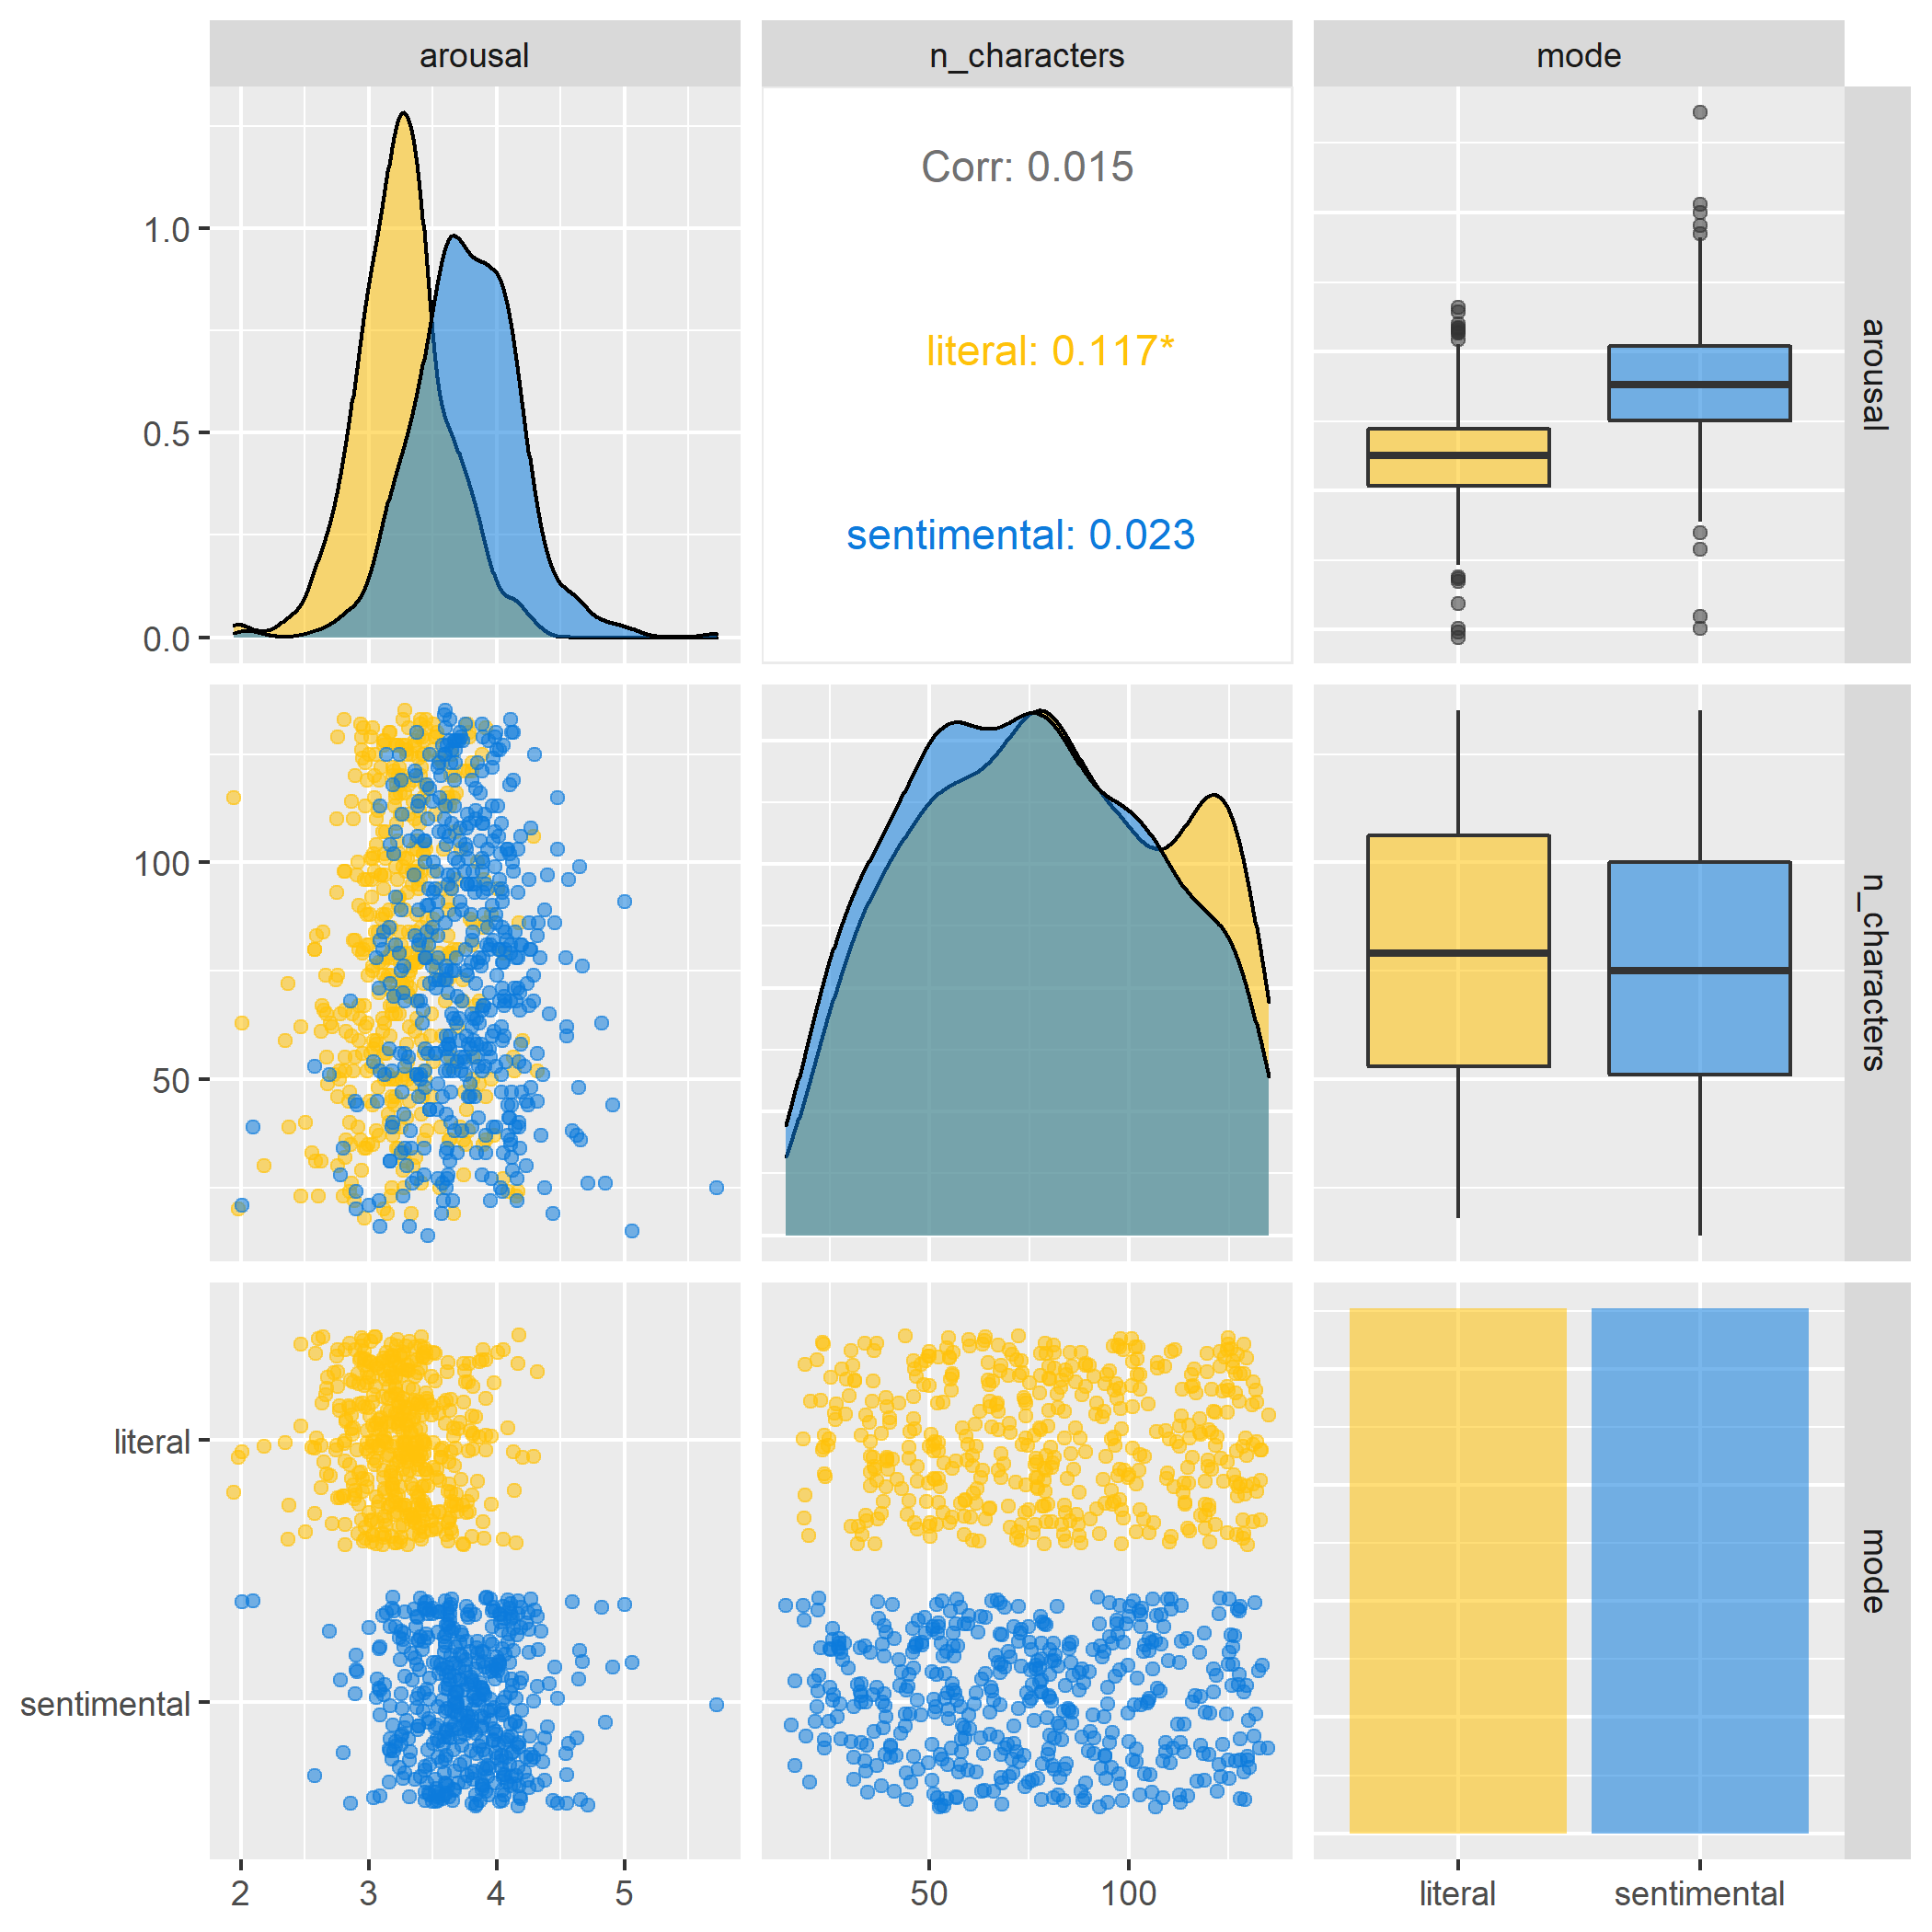 arousal
n_characters
mode
Corr: 0.015
literal: 0.117*
sentimental: 0.023
1.0
0.5
0.0
arousal
100
50
n_characters
literal
sentimental
mode
2 3 4 5
50 100
literal sentimental